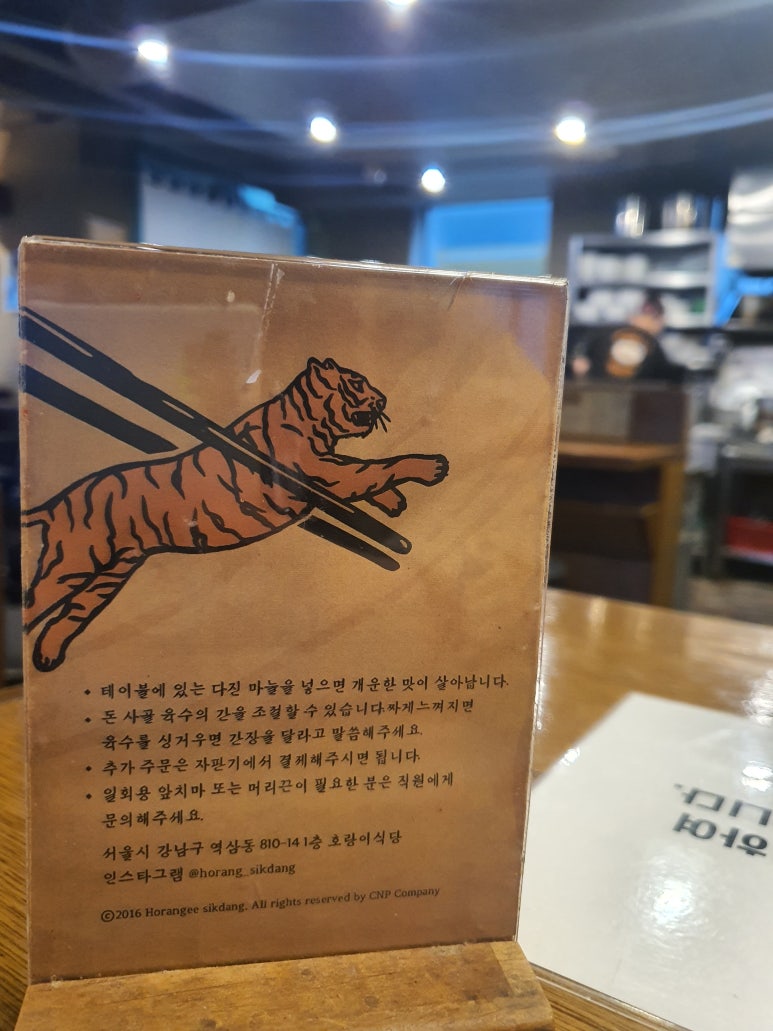 • 테이블에 있는 다진 마늘을 넣으면 개운한 맛이 살아납니다.
• 돈 사골 육수의 간을 조절할 수 있습니다.짜게느껴지면
육수를 싱거우면 간장을 달라고 말씀해주세요.
• 추가 주문은 자판기에서 결제해주시면 됩니다.
• 일회용 앞치마 또는 머리끈이 필요한 분은 직원에게
문의해주세요.
서울시 강남구 역삼동 810-14 1층 호랑이식당
인스타그램 @horang_sikdang
©2016 Horangee sikdang. All rights reserved by CNP Company
하여
니다.